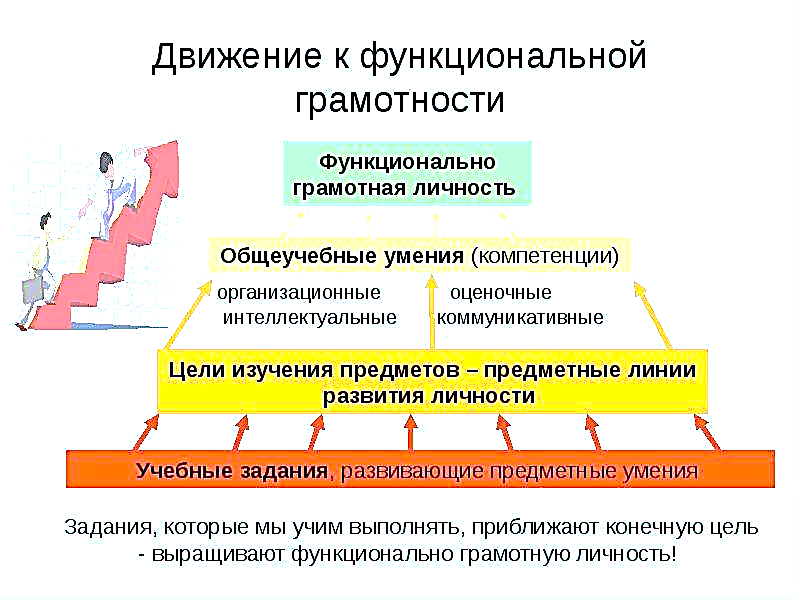 Движение к функциональной
грамотности
Функционально
грамотная личность
Общеучебные умения (компетенции)
организационные оценочные
интеллектуальные коммуникативные
Цели изучения предметов – предметные линии
развития личности
Учебные задания, развивающие предметные умения
Задания, которые мы учим выполнять, приближают конечную цель
- выращивают функционально грамотную личность!